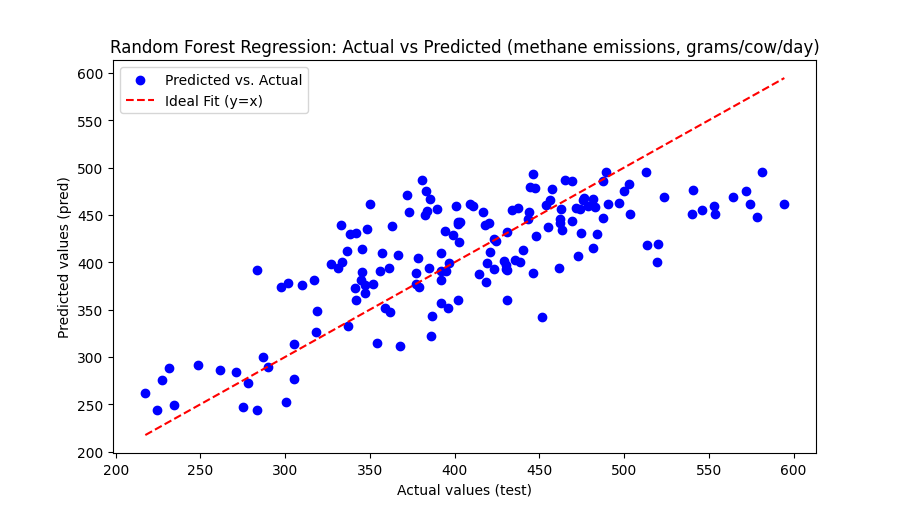 Random Forest Regression: Actual vs Predicted (methane emissions, grams/cow/day)
Predicted vs. Actual
Ideal Fit (y=x)
Predicted values (pred)
600
550
500
450
400
350
300
250
200
200 250 300 350 400 450 500 550 600
Actual values (test)